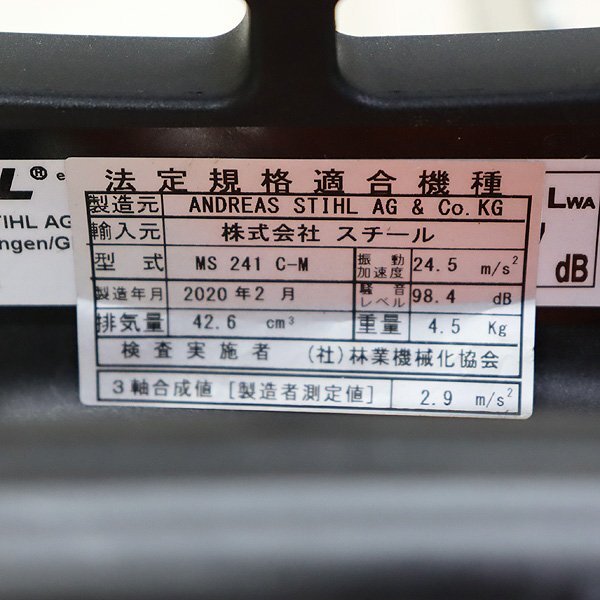 L® e
法定規格適合機種
TIHL AG
ngen/G
製造元 ANDREAS STIHL AG & Co.KG
輸入元 株式会社 スチール
型式 MS 241 C-M 振動加速度 24.5 m/s²
製造年月 2020年2月 騒音レベル 98.4 dB
排気量 42.6 cm³ 重量 4.5 Kg
検査実施者 (社)林業機械化協会
3軸合成値 [製造者測定値] 2.9 m/s²
LWA
dB